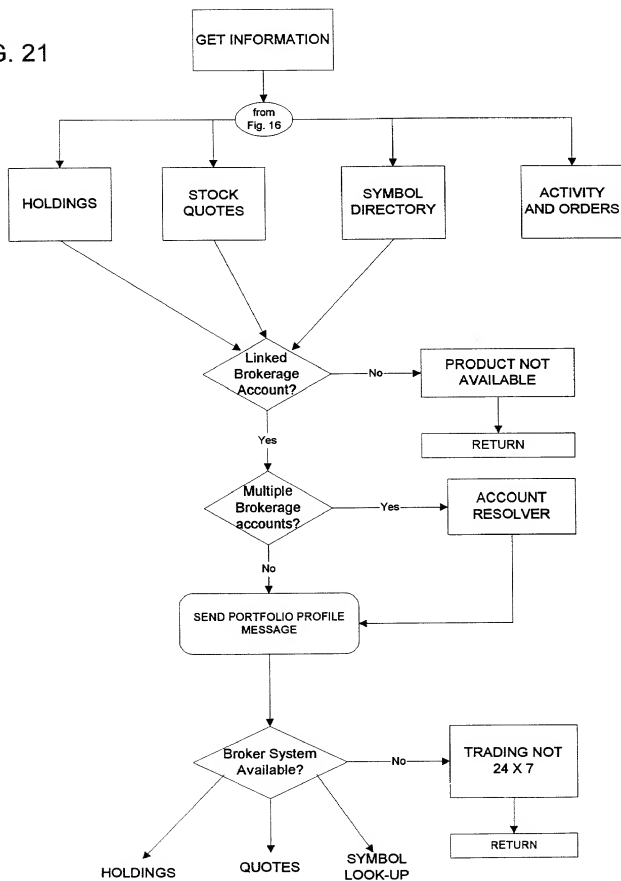 G. 21
GET INFORMATION
from
Fig. 16
HOLDINGS
STOCK
QUOTES
SYMBOL
DIRECTORY
ACTIVITY
AND ORDERS
Linked
Brokerage
Account?
No
PRODUCT NOT
AVAILABLE
RETURN
Yes
Multiple
Brokerage
accounts?
Yes
ACCOUNT
RESOLVER
No
SEND PORTFOLIO PROFILE
MESSAGE
Broker System
Available?
No
TRADING NOT
24 X 7
RETURN
HOLDINGS
QUOTES
SYMBOL
LOOK-UP